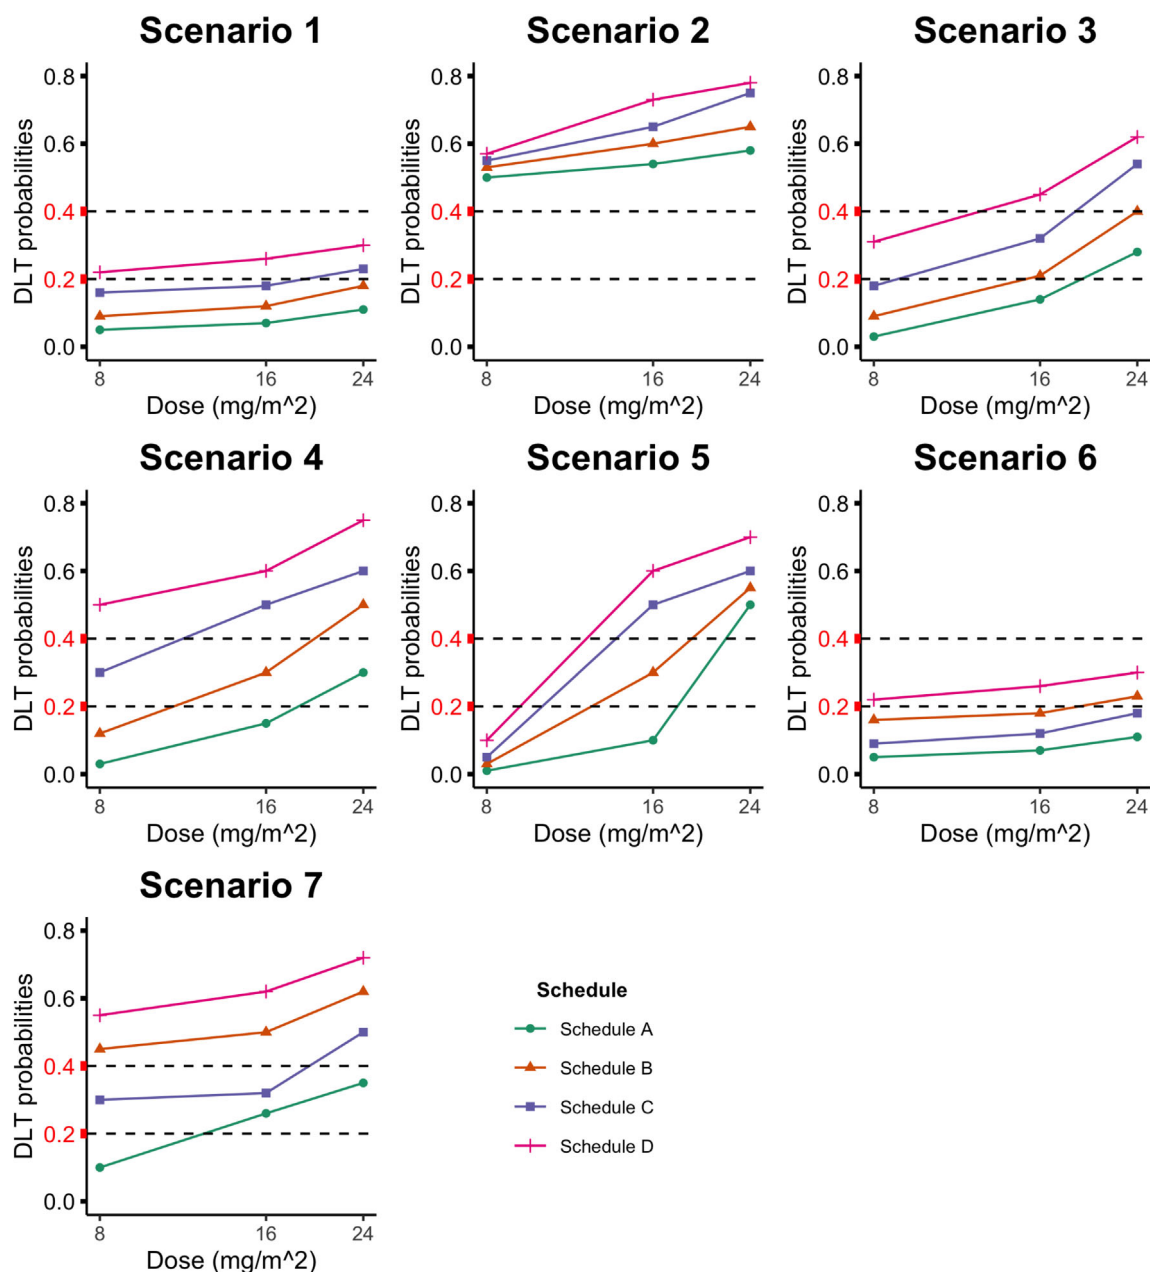 Scenario 1
DLT probabilities
0.8
0.6
0.4
0.2
0.0
8 16 24
Dose (mg/m^2)
Scenario 2
DLT probabilities
0.8
0.6
0.4
0.2
0.0
8 16 24
Dose (mg/m^2)
Scenario 3
DLT probabilities
0.8
0.6
0.4
0.2
0.0
8 16 24
Dose (mg/m^2)
Scenario 4
DLT probabilities
0.8
0.6
0.4
0.2
0.0
8 16 24
Dose (mg/m^2)
Scenario 5
DLT probabilities
0.8
0.6
0.4
0.2
0.0
8 16 24
Dose (mg/m^2)
Scenario 6
DLT probabilities
0.8
0.6
0.4
0.2
0.0
8 16 24
Dose (mg/m^2)
Scenario 7
DLT probabilities
0.8
0.6
0.4
0.2
0.0
8 16 24
Dose (mg/m^2)
Schedule
Schedule A
Schedule B
Schedule C
Schedule D